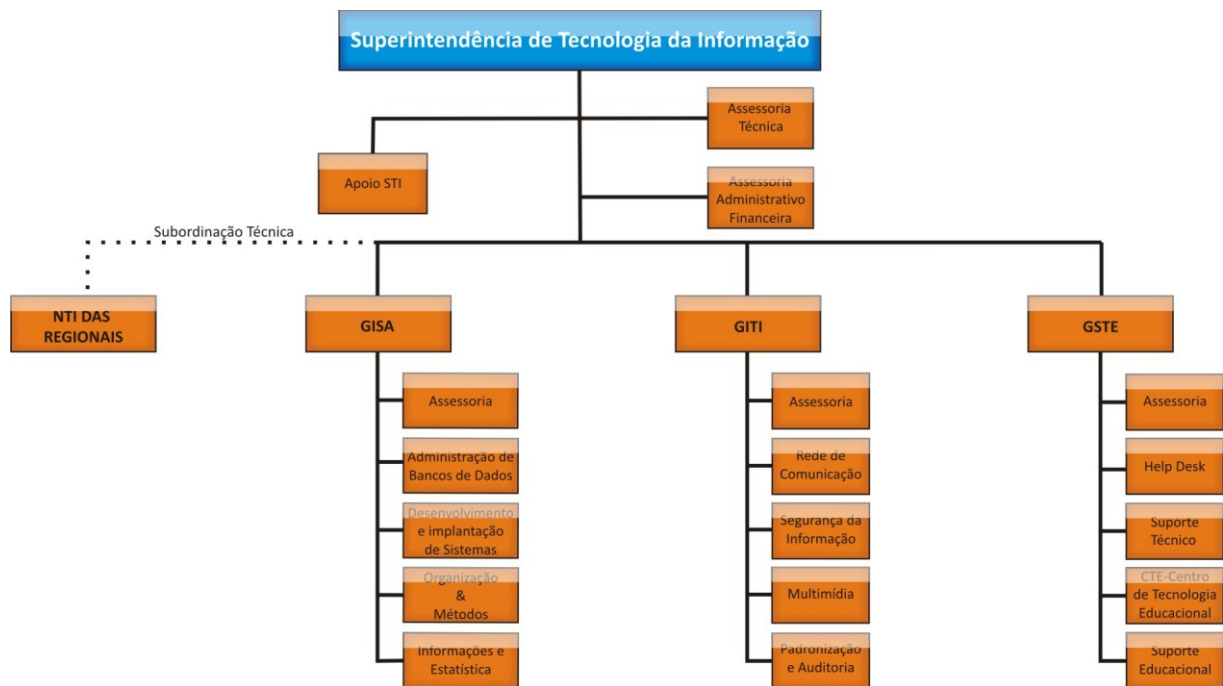 Superintendência de Tecnologia da Informação
Assessoria
Técnica
Apoio STI
Assessoria
Administrativo
Financeira
Subordinação Técnica
NTI DAS
REGIONAIS
GISA
GITI
GSTE
Assessoria
Administração de
Bancos de Dados
Desenvolvimento
e implantação
de Sistemas
Organização
&
Métodos
Informações e
Estatística
Assessoria
Rede de
Comunicação
Segurança da
Informação
Multimídia
Padronização
e Auditoria
Assessoria
Help Desk
Suporte
Técnico
CTE-Centro
de Tecnologia
Educacional
Suporte
Educacional